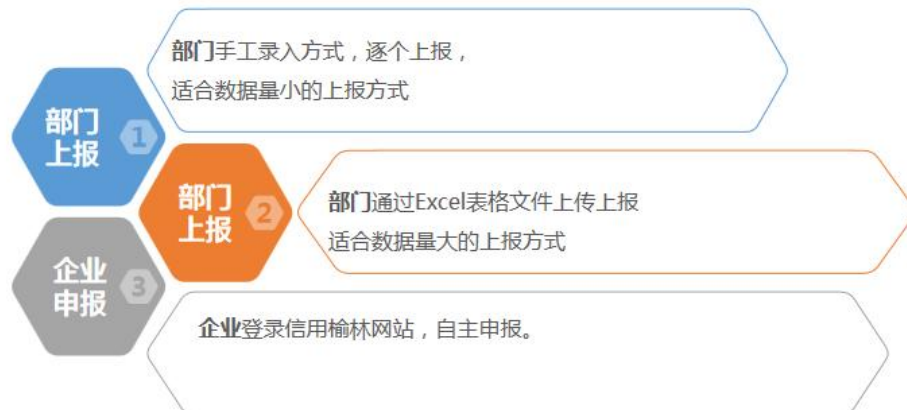 部门手工录入方式，逐个上报，
适合数据量小的上报方式
部门
上报
1
部门
上报
2
部门通过Excel表格文件上传上报
适合数据量大的上报方式
企业
申报
3
企业登录信用榆林网站，自主申报。